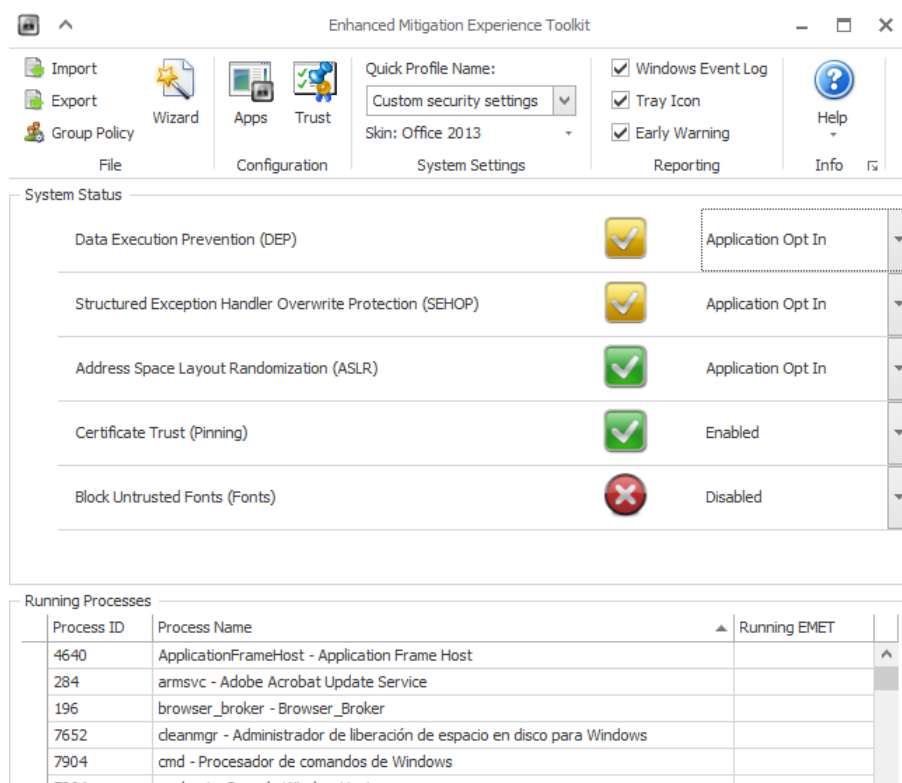 Enhanced Mitigation Experience Toolkit
Import
Export
Group Policy
Wizard
File
Apps
Trust
Configuration
Quick Profile Name:
Custom security settings
Skin: Office 2013
System Settings
Windows Event Log
Tray Icon
Early Warning
Reporting
Help
Info
System Status
Data Execution Prevention (DEP) Application Opt In
Structured Exception Handler Overwrite Protection (SEHOP) Application Opt In
Address Space Layout Randomization (ASLR) Application Opt In
Certificate Trust (Pinning) Enabled
Block Untrusted Fonts (Fonts) Disabled
Running Processes
Process ID Process Name Running EMET
4640 ApplicationFrameHost - Application Frame Host
284 armsvc - Adobe Acrobat Update Service
196 browser_broker - Browser_Broker
7652 cleanmgr - Administrador de liberación de espacio en disco para Windows
7904 cmd - Procesador de comandos de Windows